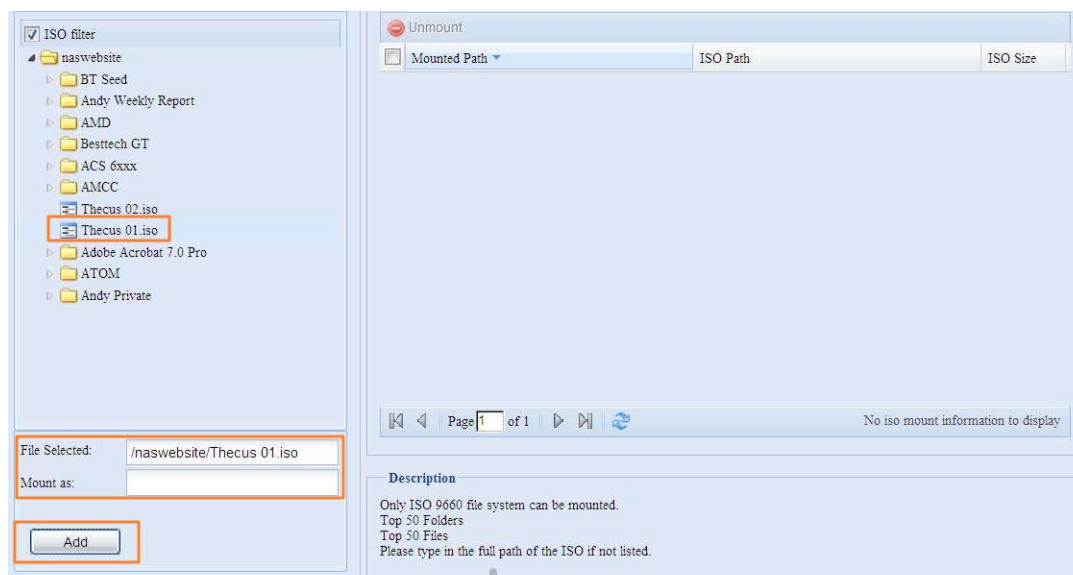 ISO filter
naswebsite
BT Seed
Andy Weekly Report
AMD
Besttech GT
ACS 6xxx
AMCC
Thecus 02.iso
Thecus 01.iso
Adobe Acrobat 7.0 Pro
ATOM
Andy Private
File Selected: /naswebsite/Thecus 01.iso
Mount as:
Add
Unmount
Mounted Path ISO Path ISO Size
Page 1 of 1 No iso mount information to display
Description
Only ISO 9660 file system can be mounted.
Top 50 Folders
Top 50 Files
Please type in the full path of the ISO if not listed.